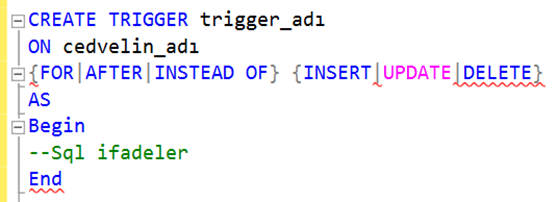 CREATE TRIGGER trigger_adı
ON cedvelin_adı
{FOR|AFTER|INSTEAD OF} {INSERT|UPDATE|DELETE}
AS
Begin
--Sql ifadeler
End